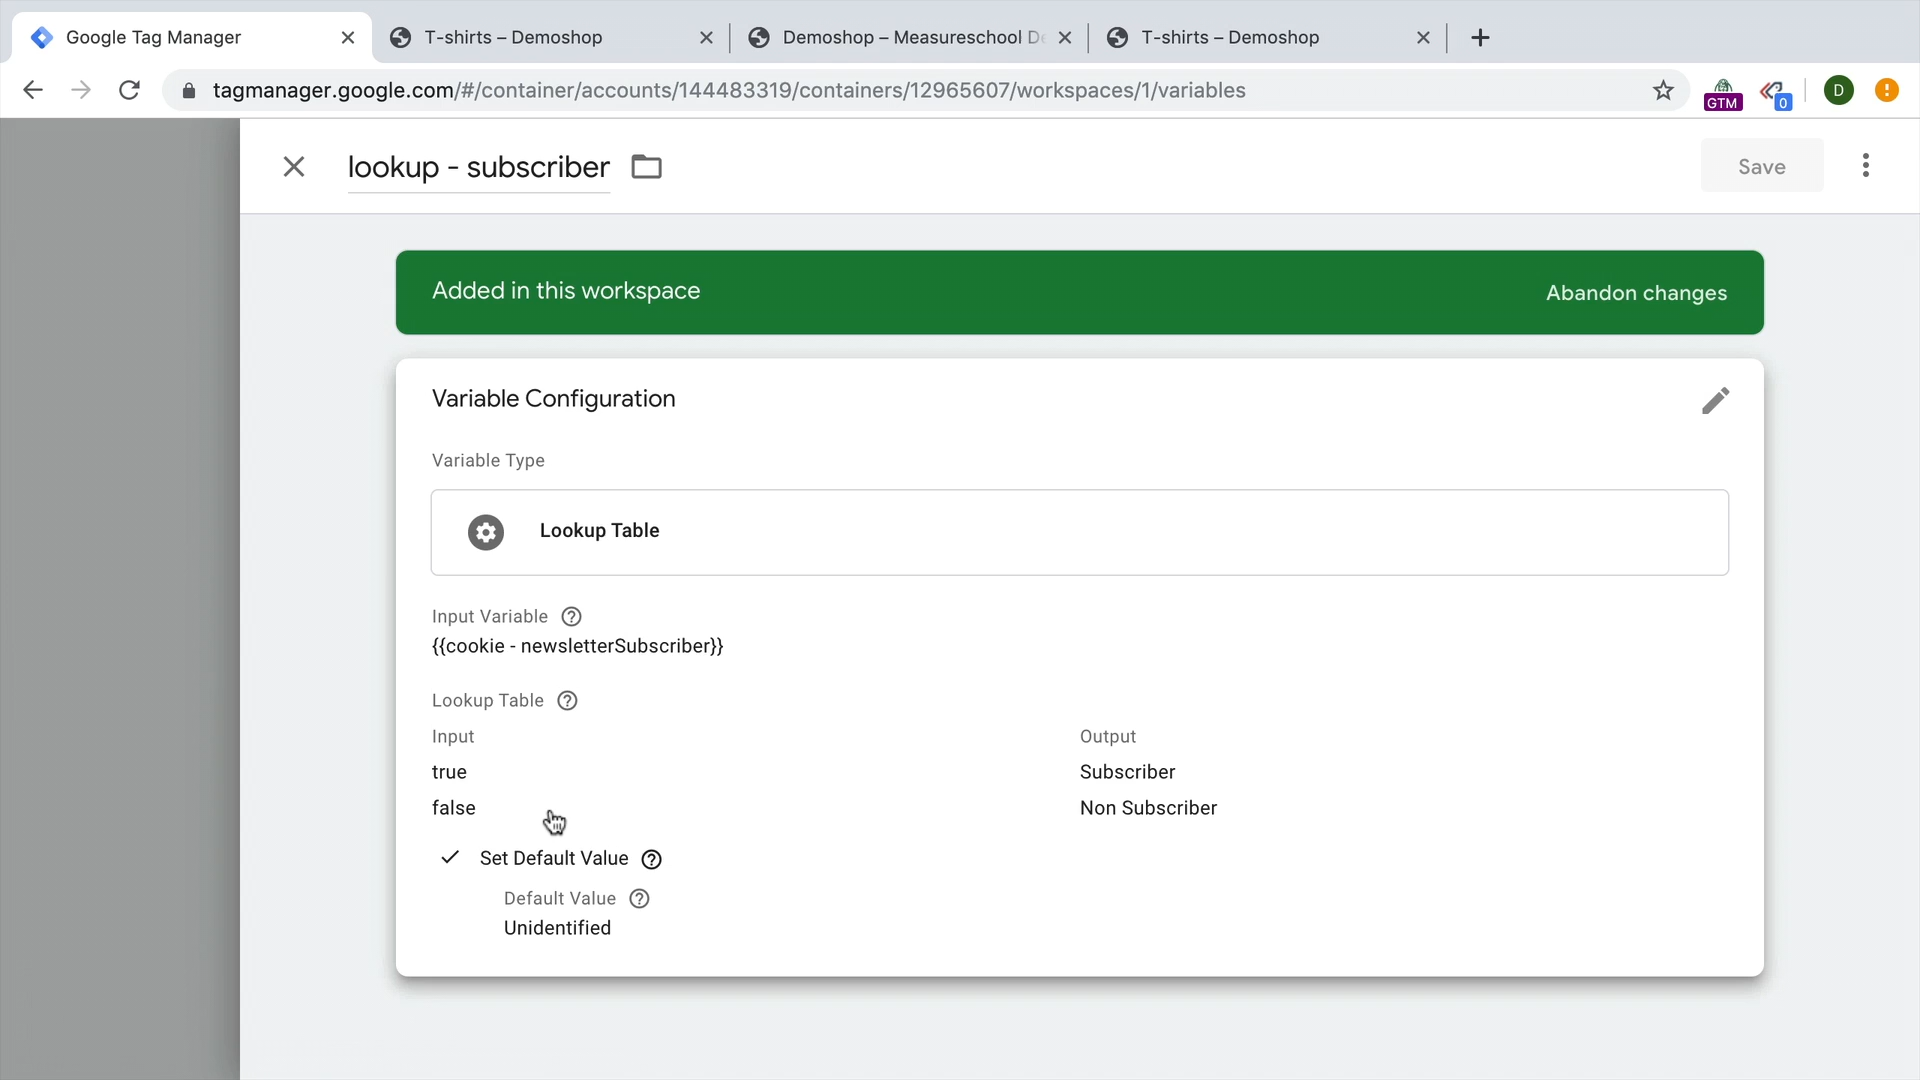 Google Tag Manager
T-shirts – Demoshop
Demoshop – Measureschool De
T-shirts – Demoshop
tagmanager.google.com/#/container/accounts/144483319/containers/12965607/workspaces/1/variables
GTM
0
D
lookup - subscriber
Save
Added in this workspace
Abandon changes
Variable Configuration
Variable Type
Lookup Table
Input Variable
{{cookie - newsletterSubscriber}}
Lookup Table
Input
Output
true
Subscriber
false
Non Subscriber
Set Default Value
Default Value
Unidentified